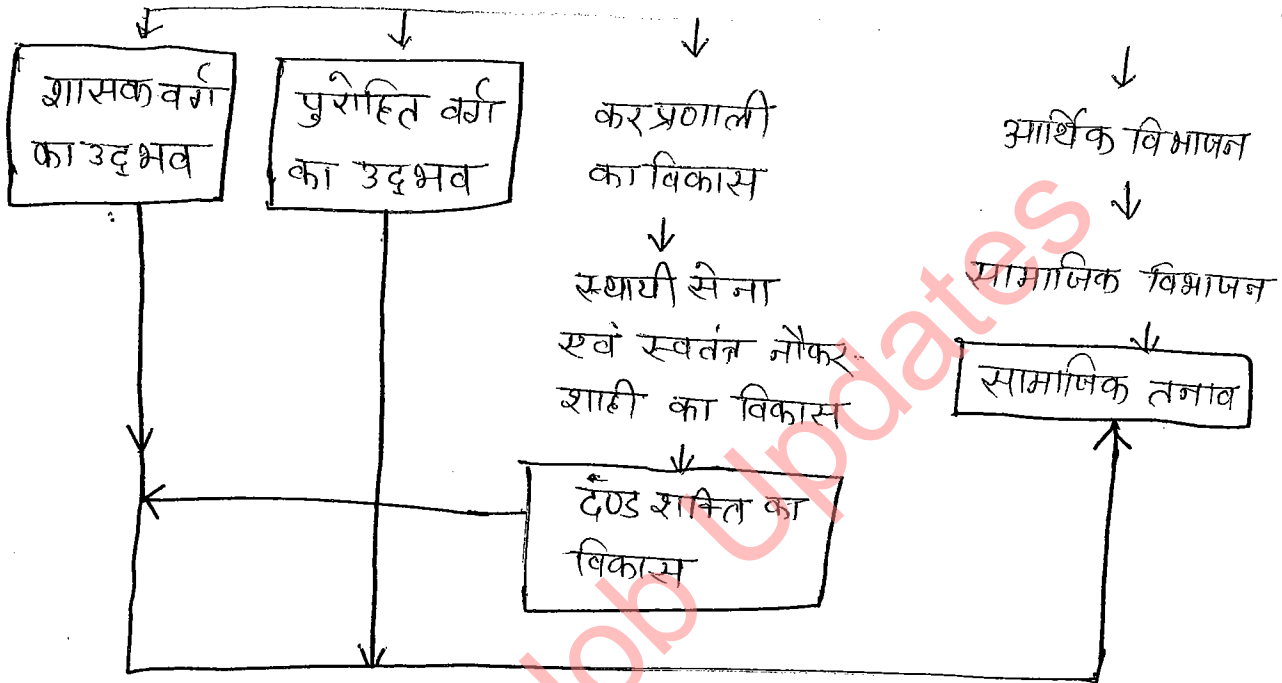 शासक वर्ग
का उद्भव
पुरोहित वर्ग
का उद्भव
कर प्रणाली
का विकास
स्थायी सेना
एवं स्वतंत्र नौकर
शाही का विकास
दण्ड शक्ति का
विकास
आर्थिक विभाजन
सामाजिक विभाजन
सामाजिक तनाव
Job Updates